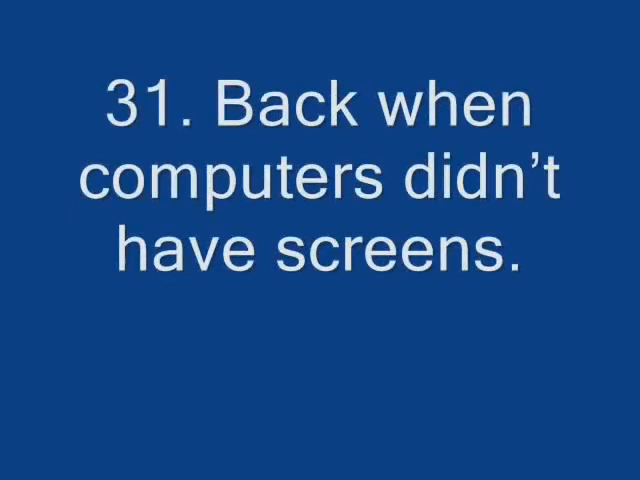 31. Back when
computers didn’t
have screens.